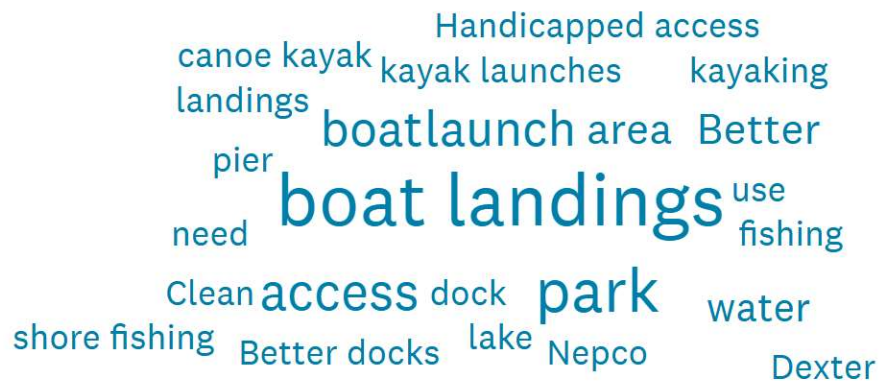 Handicapped access
canoe kayak kayak launches kayaking
landings
boatlaunch area Better
pier
boat landings use
need fishing
Clean access dock park water
shore fishing Better docks lake Nepco
Dexter